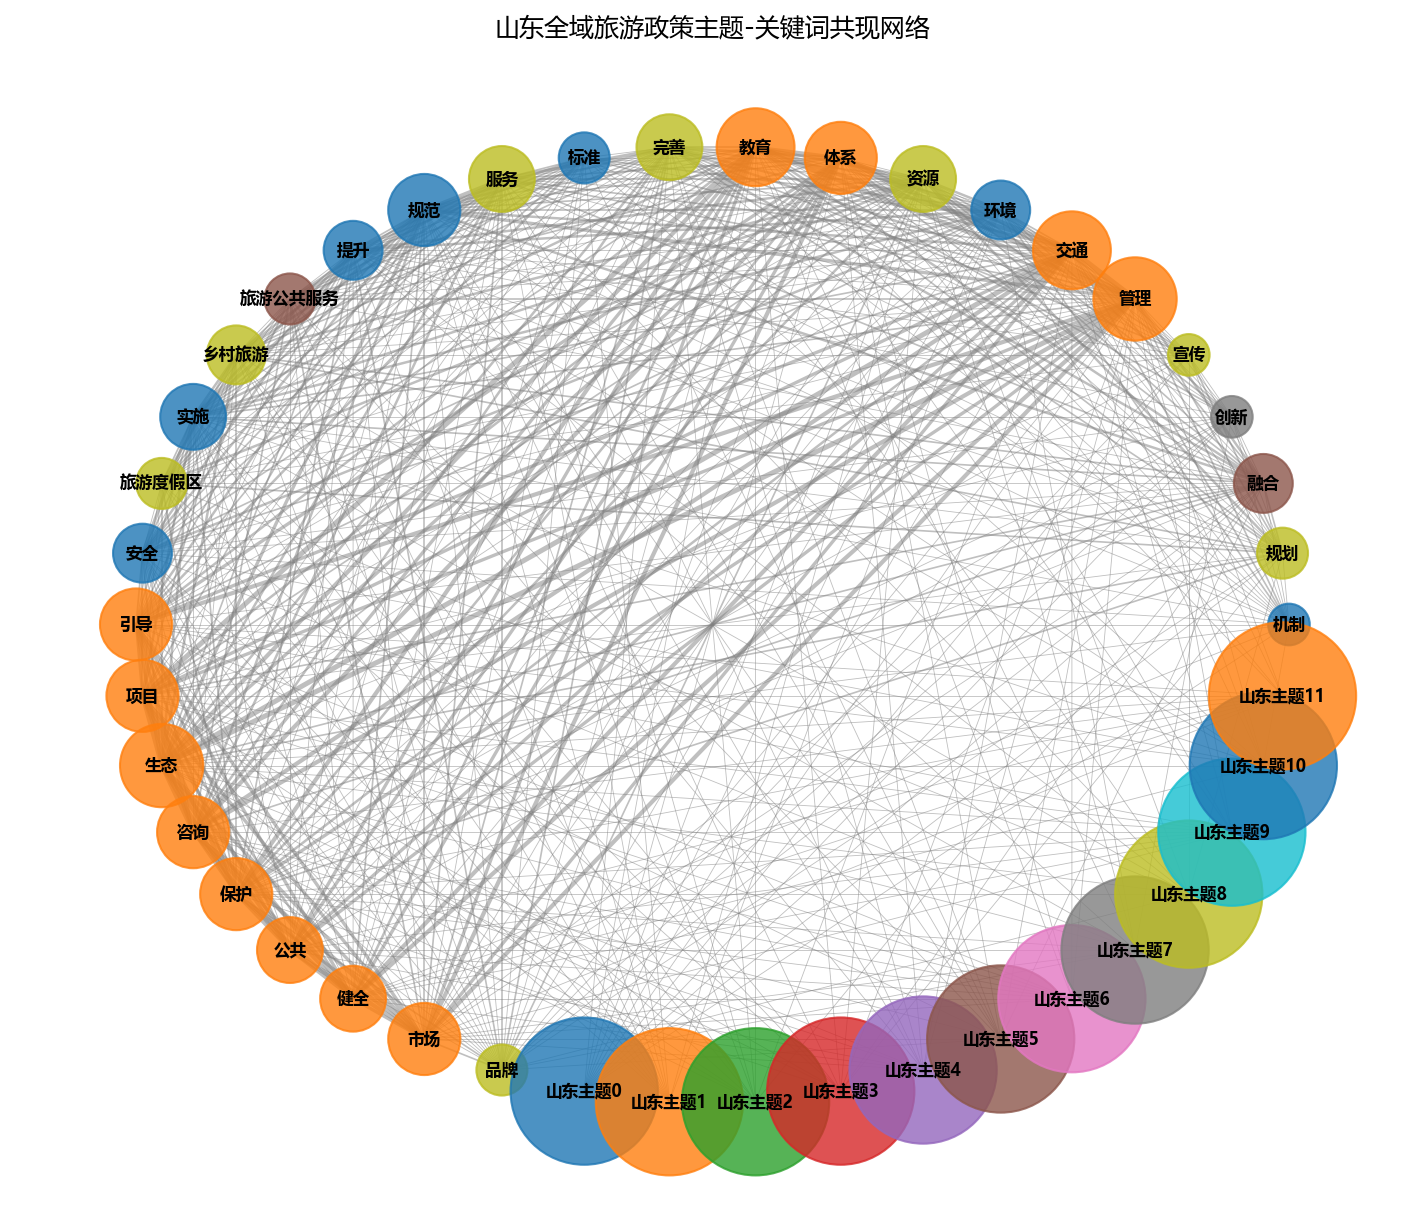 山东全域旅游政策主题-关键词共现网络
完善
教育
体系
标准
服务
资源
规范
环境
提升
交通
旅游公共服务
管理
乡村旅游
宣传
实施
创新
旅游度假区
融合
安全
规划
引导
机制
项目
山东主题11
生态
山东主题10
咨询
山东主题9
保护
山东主题8
公共
山东主题7
健全
山东主题6
市场
山东主题5
品牌
山东主题4
山东主题0
山东主题3
山东主题1
山东主题2